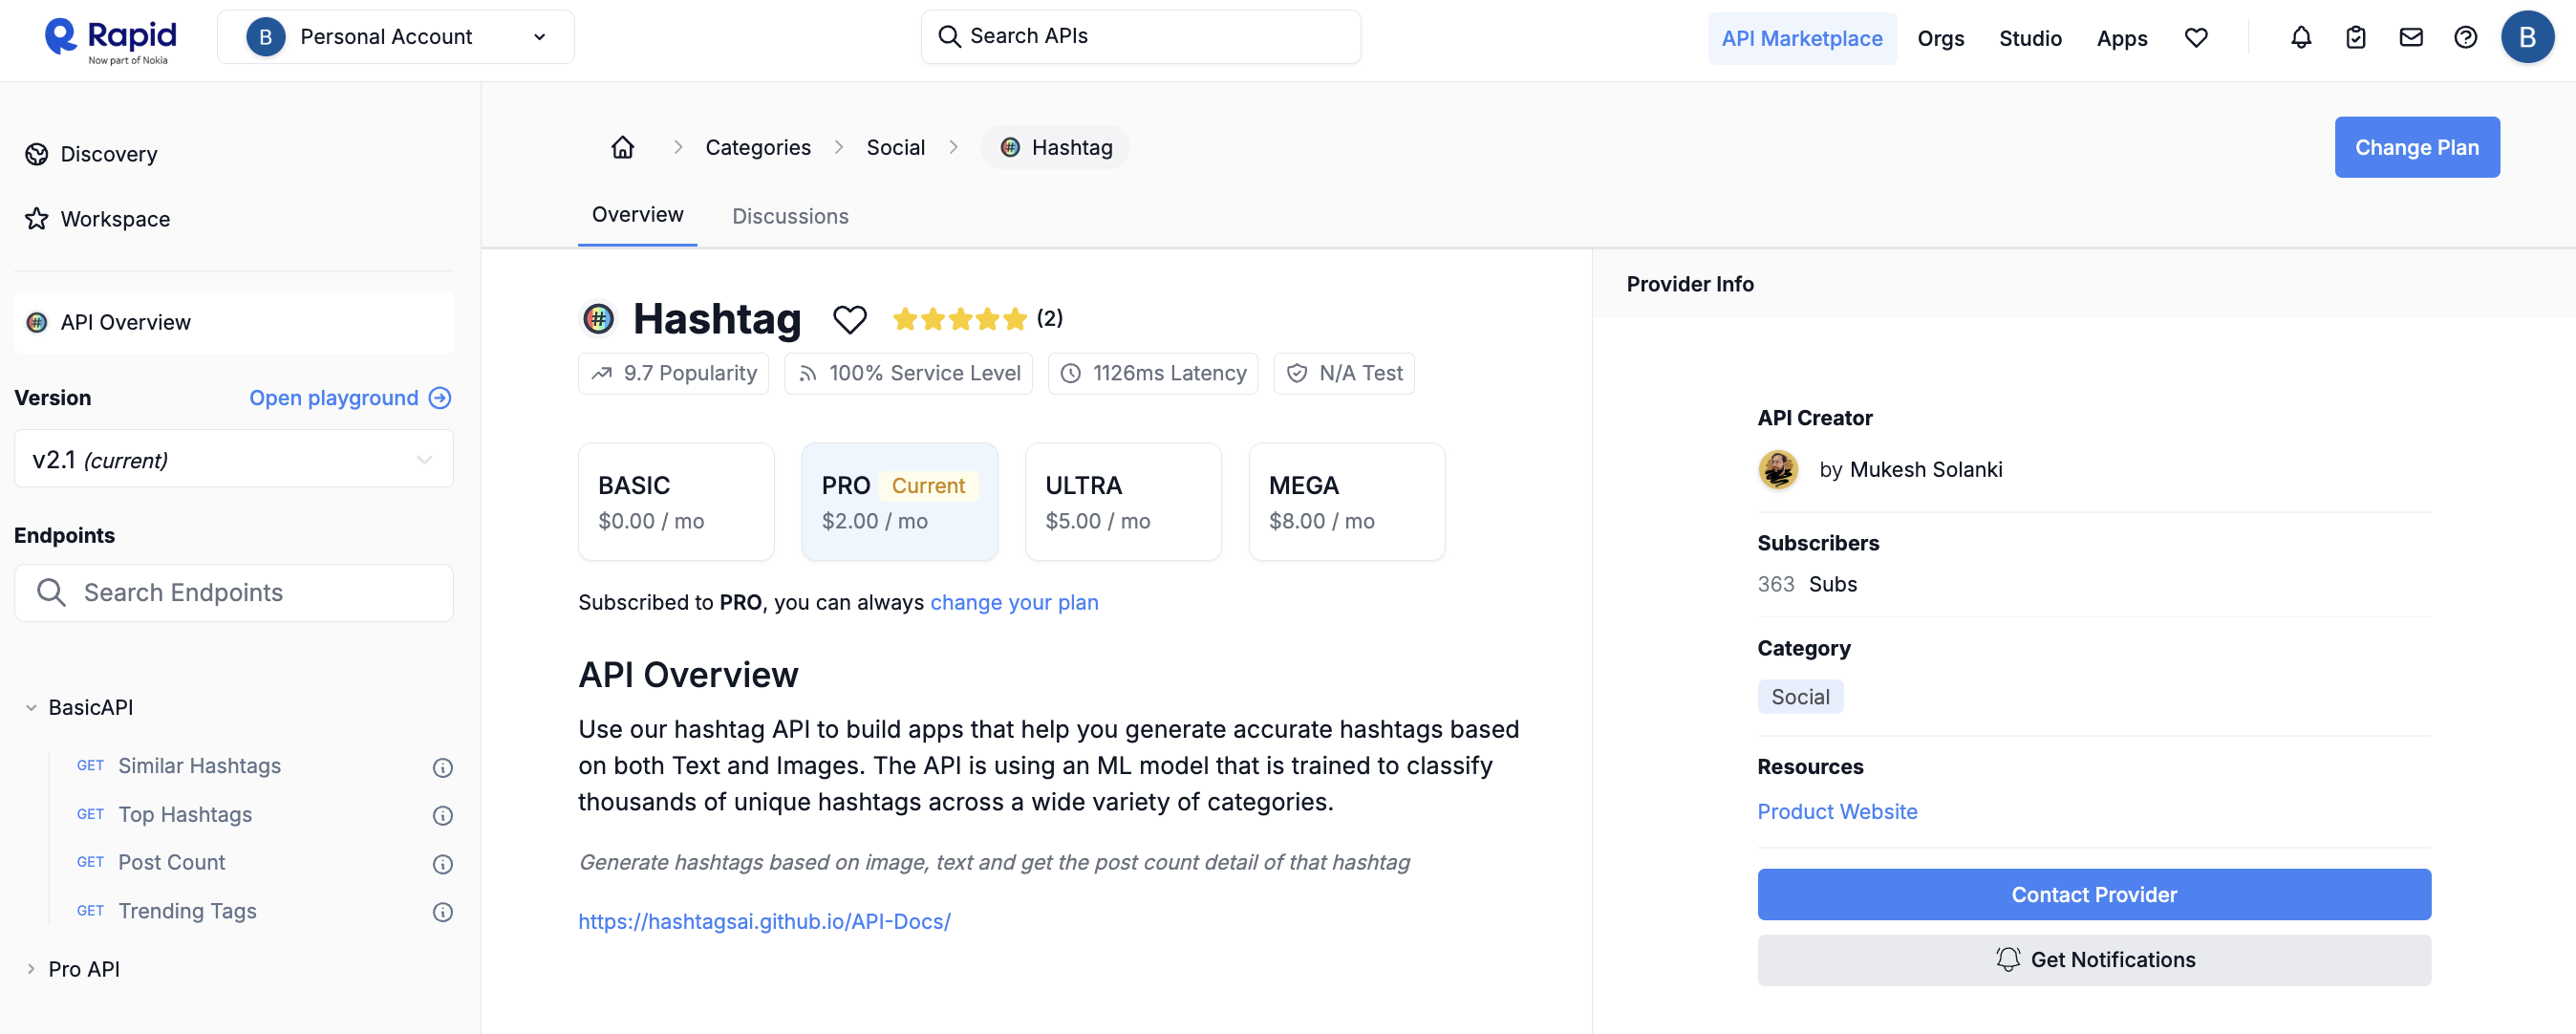 Rapid
Now part of Nokia
B Personal Account
Search APIs
API Marketplace Orgs Studio Apps B
Discovery
Workspace
API Overview
Version Open playground
v2.1 (current)
Endpoints
Search Endpoints
BasicAPI
GET Similar Hashtags
GET Top Hashtags
GET Post Count
GET Trending Tags
Pro API
Categories Social # Hashtag
Change Plan
Overview Discussions
# Hashtag (2)
9.7 Popularity 100% Service Level 1126ms Latency N/A Test
BASIC
$0.00 / mo
PRO Current
$2.00 / mo
ULTRA
$5.00 / mo
MEGA
$8.00 / mo
Subscribed to PRO, you can always change your plan
API Overview
Use our hashtag API to build apps that help you generate accurate hashtags based
on both Text and Images. The API is using an ML model that is trained to classify
thousands of unique hashtags across a wide variety of categories.
Generate hashtags based on image, text and get the post count detail of that hashtag
https://hashtagsai.github.io/API-Docs/
Provider Info
API Creator
by Mukesh Solanki
Subscribers
363 Subs
Category
Social
Resources
Product Website
Contact Provider
Get Notifications